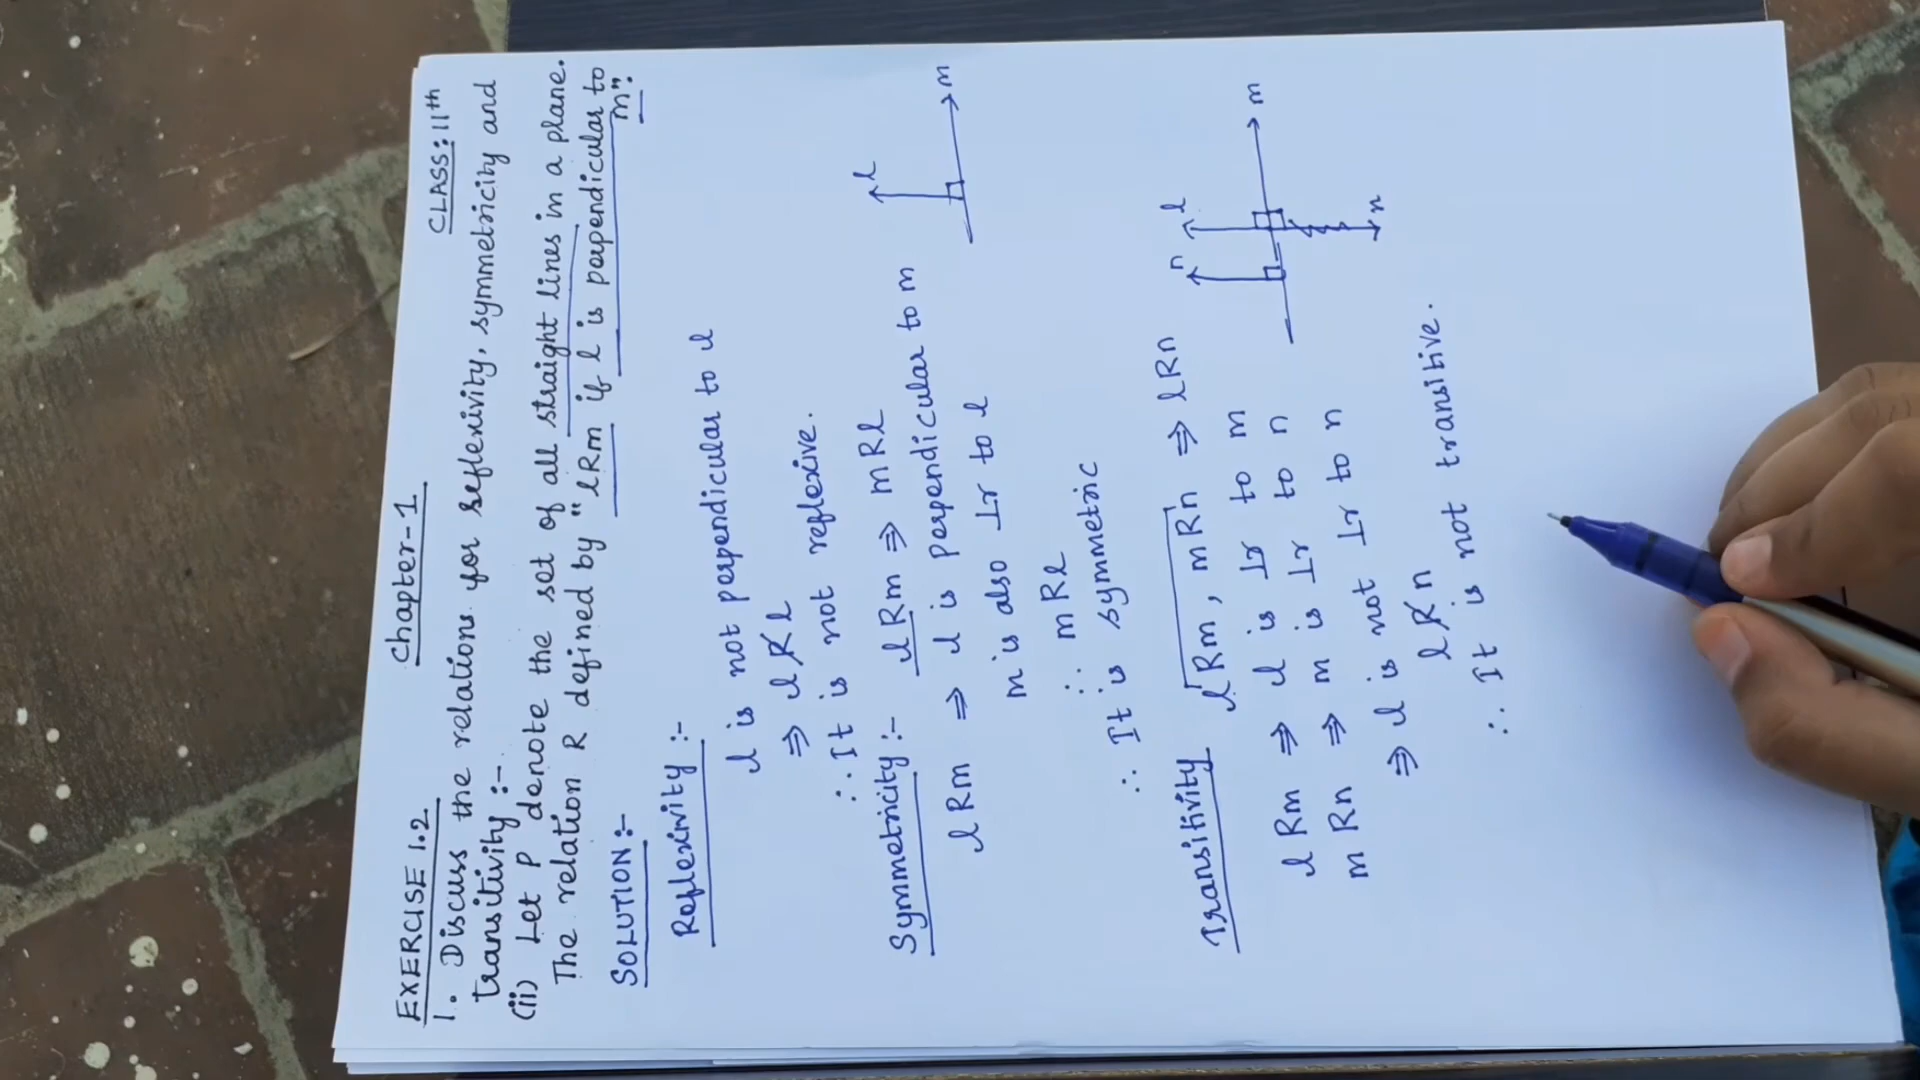 Chapter-1
CLASS: 11th
EXERCISE 1.2
1. Discuss the relations for reflexivity, symmetricity and
transitivity :-
(ii) Let P denote the set of all straight lines in a plane.
The relation R defined by "lRm if l is perpendicular to
m".
SOLUTION:-
Reflexivity :-
l is not perpendicular to l
⇒ l R̸ l
∴ It is not reflexive.
Symmetricity :- lRm ⇒ mRl
lRm ⇒ l is perpendicular to m
m is also ⊥r to l
∴ mRl
∴ It is symmetric
l
m
Transitivity lRm, mRn ⇒ lRn
lRm ⇒ l is ⊥r to m
mRn ⇒ m is ⊥r to n
⇒ l is not ⊥r to n
l R̸ n
∴ It is not transitive.
n
l
m
n